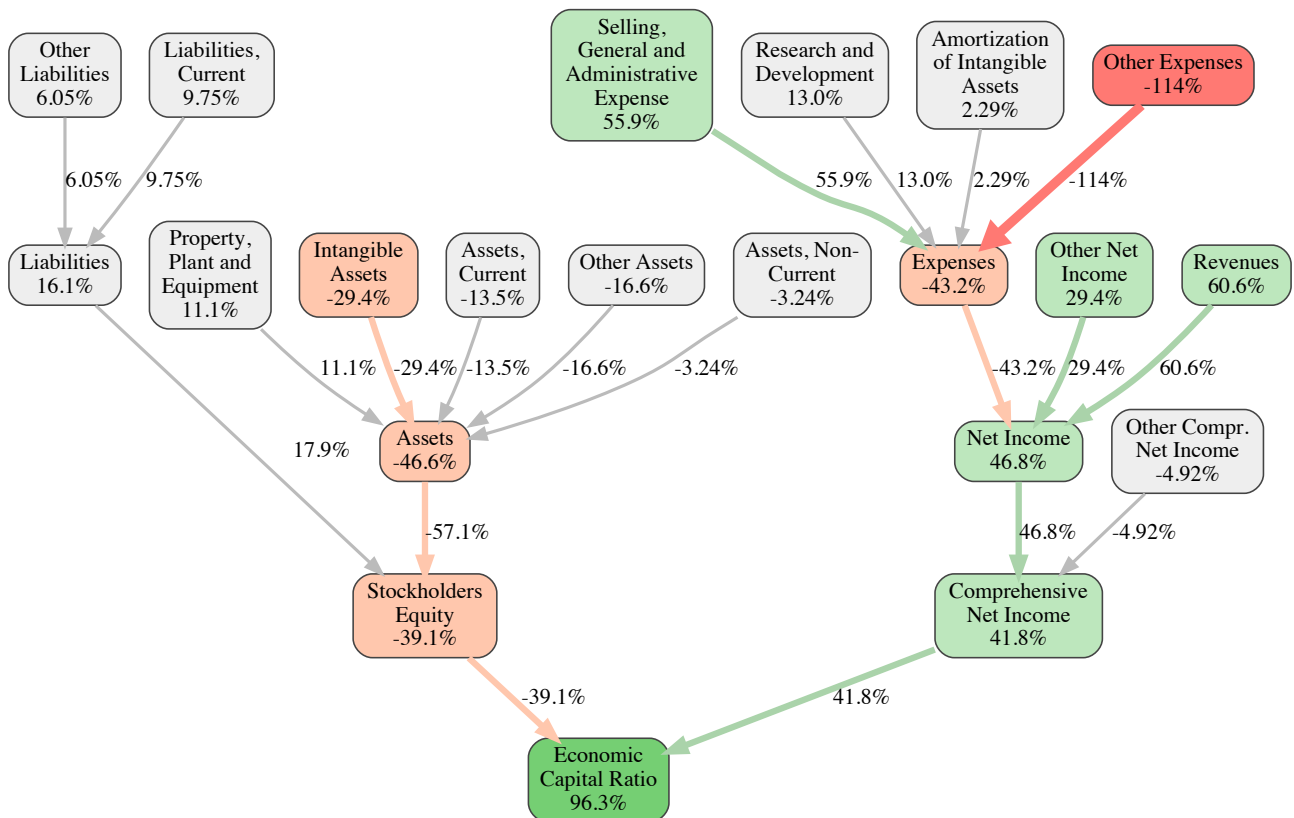 Other
Liabilities
6.05%
Liabilities,
Current
9.75%
Selling,
General and
Administrative
Expense
55.9%
Research and
Development
13.0%
Amortization
of Intangible
Assets
2.29%
Other Expenses
-114%
6.05%
9.75%
55.9%
13.0%
2.29%
-114%
Liabilities
16.1%
Property,
Plant and
Equipment
11.1%
Intangible
Assets
-29.4%
Assets,
Current
-13.5%
Other Assets
-16.6%
Assets, Non-
Current
-3.24%
Expenses
-43.2%
Other Net
Income
29.4%
Revenues
60.6%
11.1%
-29.4%
-13.5%
-16.6%
-3.24%
-43.2%
29.4%
60.6%
17.9%
Assets
-46.6%
Net Income
46.8%
Other Compr.
Net Income
-4.92%
-57.1%
46.8%
-4.92%
Stockholders
Equity
-39.1%
Comprehensive
Net Income
41.8%
-39.1%
41.8%
Economic
Capital Ratio
96.3%